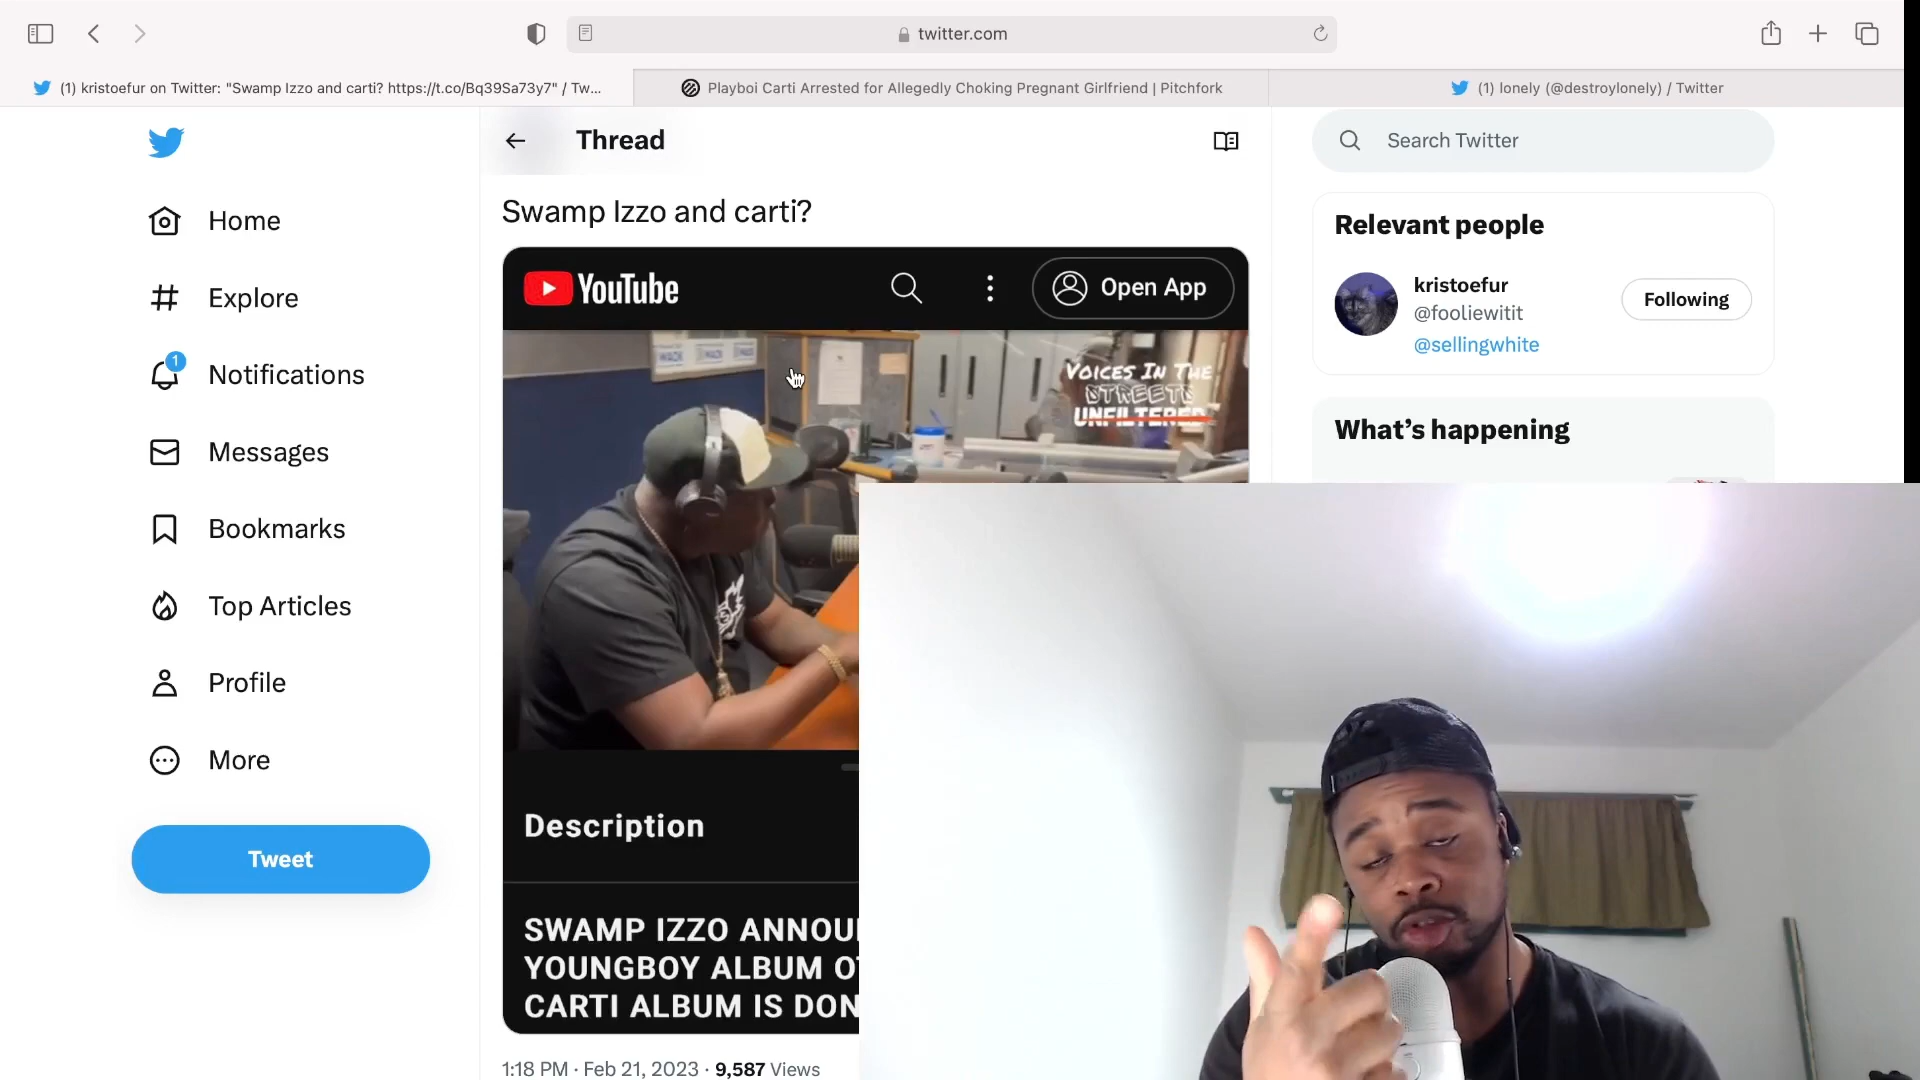 twitter.com
(1) kristoefur on Twitter: "Swamp Izzo and carti? https://t.co/Bq39Sa73y7" / Tw...
Playboi Carti Arrested for Allegedly Choking Pregnant Girlfriend | Pitchfork
(1) lonely (@destroylonely) / Twitter
Home
Explore
1
Notifications
Messages
Bookmarks
Top Articles
Profile
More
Tweet
Thread
Swamp Izzo and carti?
YouTube
Open App
VOICES IN THE
STREETS
UNFILTERED
Description
SWAMP IZZO ANNOU
YOUNGBOY ALBUM
CARTI ALBUM IS DON
1:18 PM · Feb 21, 2023 · 9,587 Views
Search Twitter
Relevant people
kristoefur
@fooliewitit
@sellingwhite
Following
What's happening